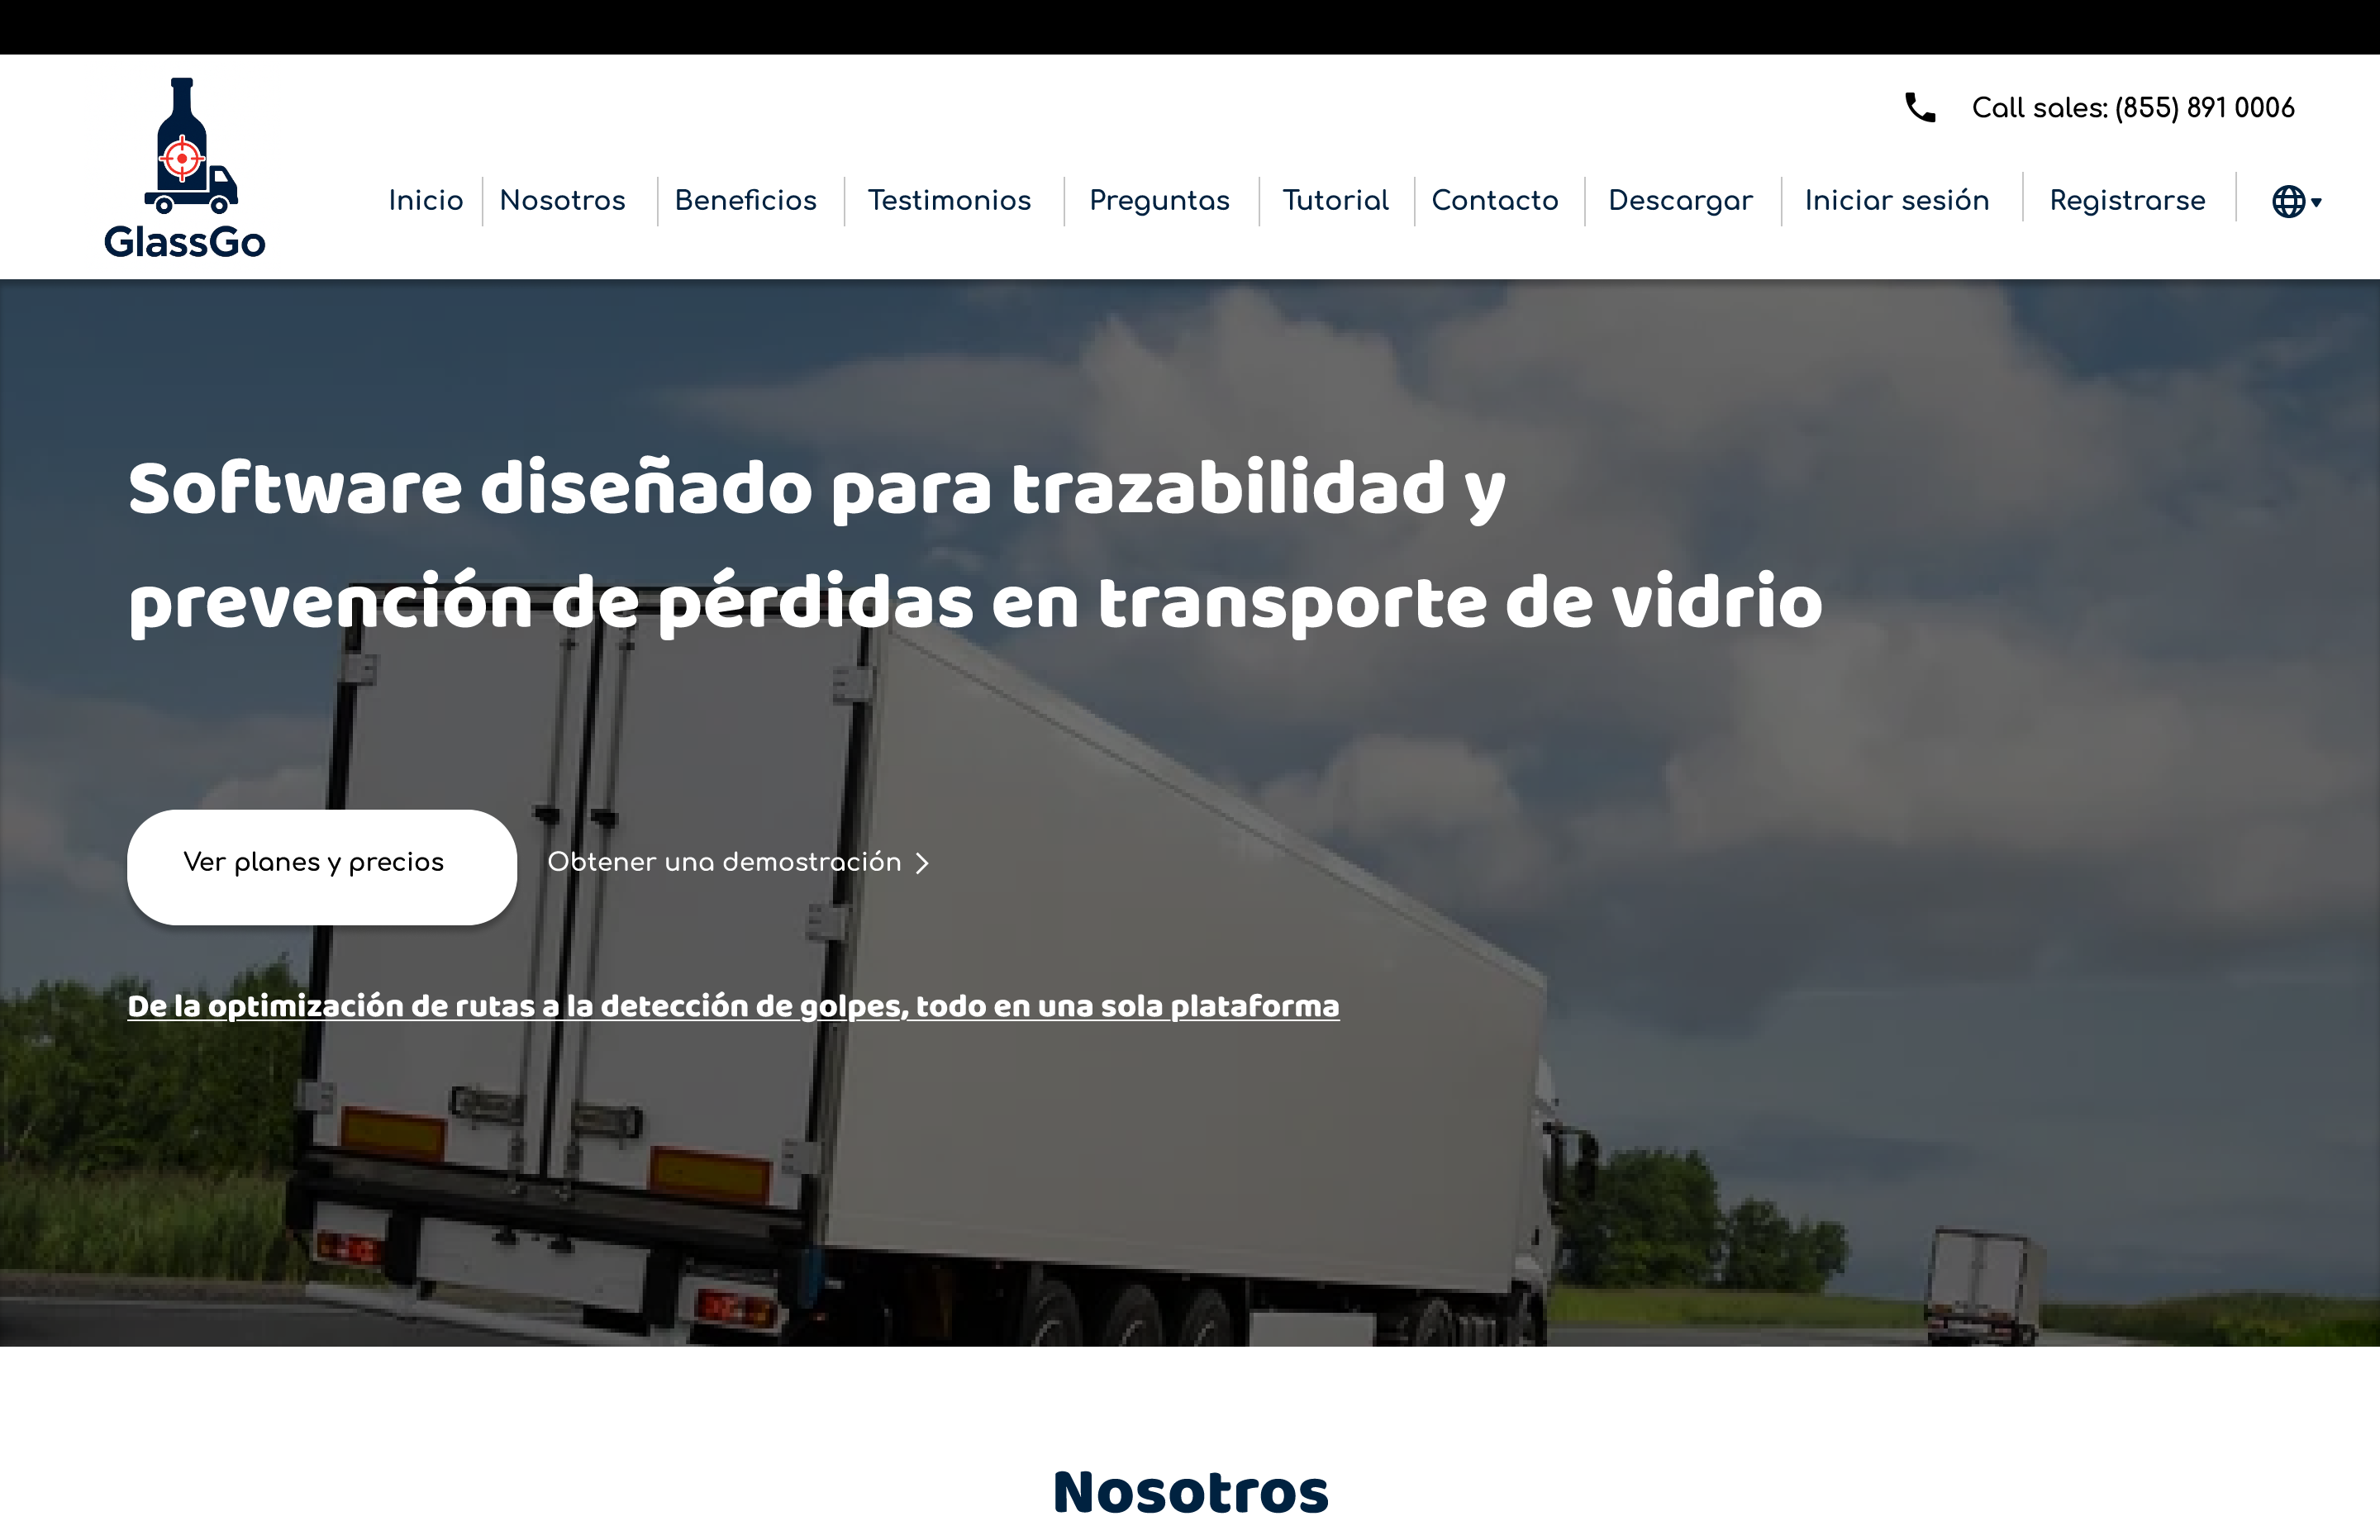 Call sales: (855) 891 0006
GlassGo
Inicio
Nosotros
Beneficios
Testimonios
Preguntas
Tutorial
Contacto
Descargar
Iniciar sesión
Registrarse
Software diseñado para trazabilidad y
prevención de pérdidas en transporte de vidrio
Ver planes y precios
Obtener una demostración
De la optimización de rutas a la detección de golpes, todo en una sola plataforma
Nosotros